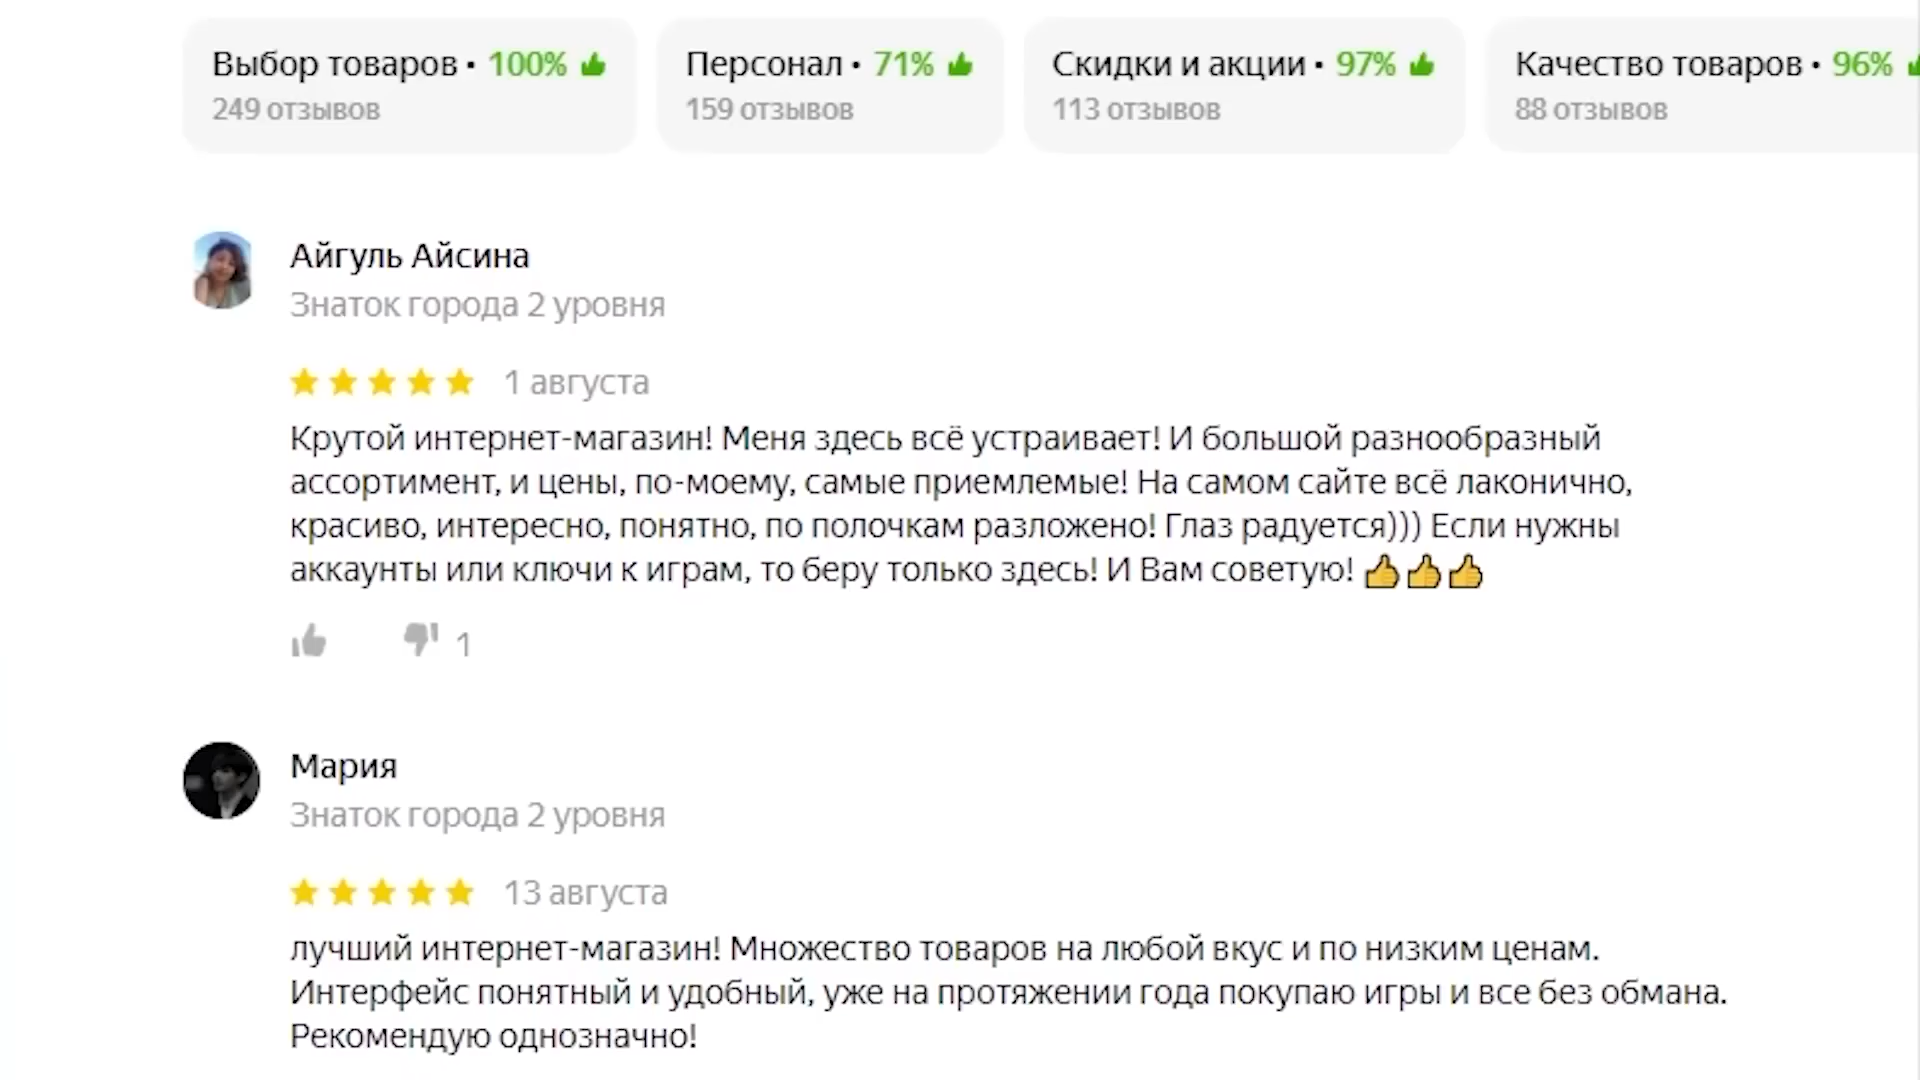 Выбор товаров • 100%
249 отзывов
Персонал • 71%
159 отзывов
Скидки и акции • 97%
113 отзывов
Качество товаров • 96%
88 отзывов
Айгуль Айсина
Знаток города 2 уровня
1 августа
Крутой интернет-магазин! Меня здесь всё устраивает! И большой разнообразный
ассортимент, и цены, по-моему, самые приемлемые! На самом сайте всё лаконично,
красиво, интересно, понятно, по полочкам разложено! Глаз радуется))) Если нужны
аккаунты или ключи к играм, то беру только здесь! И Вам советую! 👍👍👍
1
Мария
Знаток города 2 уровня
13 августа
лучший интернет-магазин! Множество товаров на любой вкус и по низким ценам.
Интерфейс понятный и удобный, уже на протяжении года покупаю игры и все без обмана.
Рекомендую однозначно!